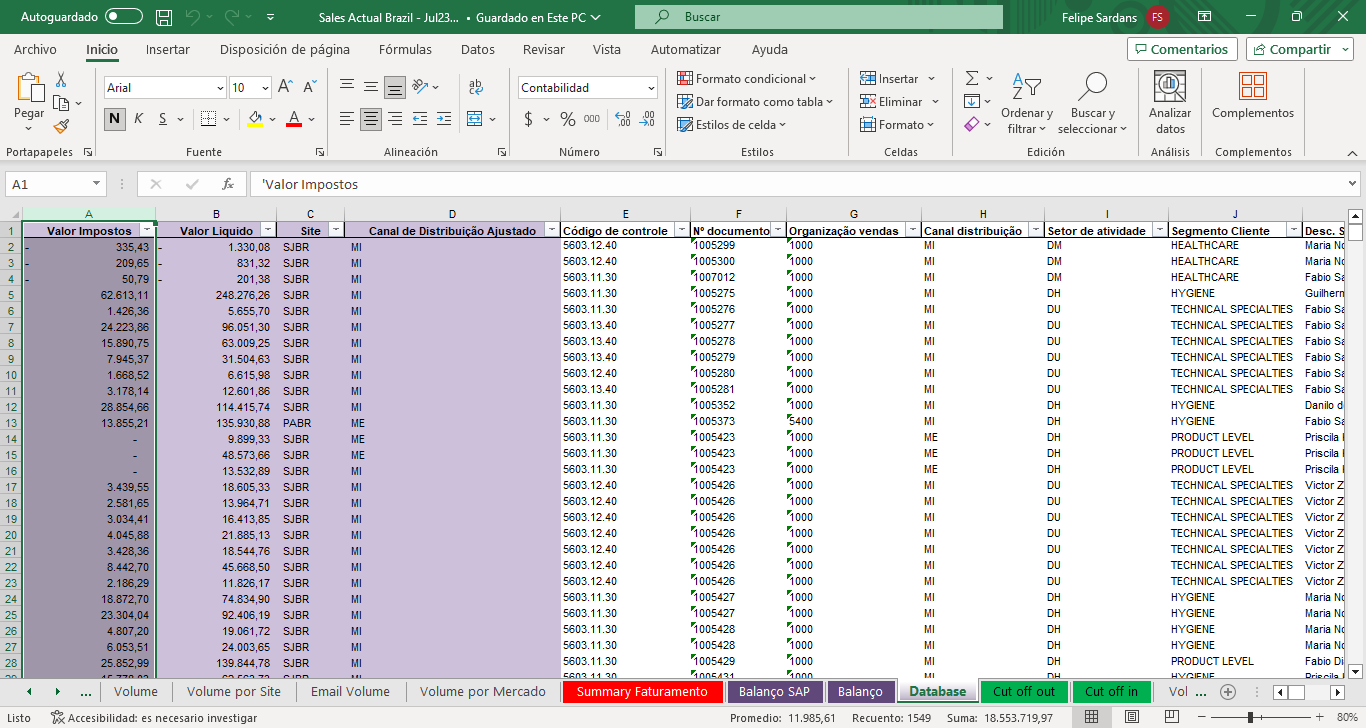 Autoguardado Sales Actual Brazil - Jul23... • Guardado en Este PC Buscar Felipe Sardans FS
Archivo Inicio Insertar Disposición de página Fórmulas Datos Revisar Vista Automatizar Ayuda Comentarios Compartir
Pegar Arial 10 Contabilidad Formato condicional Insertar Ordenar y filtrar Buscar y seleccionar Analizar datos Complementos
N K S $ % 000 Dar formato como tabla Eliminar
Estilos de celda Formato
Portapapeles Fuente Alineación Número Estilos Celdas Edición Análisis Complementos
A1 fx 'Valor Impostos
A B C D E F G H I J
1 Valor Impostos Valor Liquido Site Canal de Distribuição Ajustado Código de controle Nº documento Organização vendas Canal distribuição Setor de atividade Segmento Cliente Desc. S
2 - 335,43 - 1.330,08 SJBR MI 5603.12.40 1005299 1000 MI DM HEALTHCARE Maria No
3 - 209,65 - 831,32 SJBR MI 5603.12.40 1005300 1000 MI DM HEALTHCARE Maria No
4 - 50,79 - 201,38 SJBR MI 5603.11.30 1007012 1000 MI DM HEALTHCARE Fabio Sa
5 62.613,11 248.276,26 SJBR MI 5603.11.30 1005275 1000 MI DH HYGIENE Guilherm
6 1.426,36 5.655,70 SJBR MI 5603.11.30 1005276 1000 MI DU TECHNICAL SPECIALTIES Fabio Sa
7 24.223,86 96.051,30 SJBR MI 5603.13.40 1005277 1000 MI DU TECHNICAL SPECIALTIES Fabio Sa
8 15.890,75 63.009,25 SJBR MI 5603.13.40 1005278 1000 MI DU TECHNICAL SPECIALTIES Fabio Sa
9 7.945,37 31.504,63 SJBR MI 5603.13.40 1005279 1000 MI DU TECHNICAL SPECIALTIES Fabio Sa
10 1.668,52 6.615,98 SJBR MI 5603.12.40 1005280 1000 MI DU TECHNICAL SPECIALTIES Fabio Sa
11 3.178,14 12.601,86 SJBR MI 5603.13.40 1005281 1000 MI DU TECHNICAL SPECIALTIES Fabio Sa
12 28.854,66 114.415,74 SJBR MI 5603.11.30 1005352 1000 MI DH HYGIENE Danilo d
13 13.855,21 135.930,88 PABR ME 5603.11.30 1005373 5400 MI DH HYGIENE Fabio Sa
14 - 9.899,33 SJBR ME 5603.11.30 1005423 1000 ME DH PRODUCT LEVEL Priscila
15 - 48.573,66 SJBR ME 5603.11.30 1005423 1000 ME DH PRODUCT LEVEL Priscila
16 - 13.532,89 SJBR MI 5603.11.30 1005423 1000 ME DH PRODUCT LEVEL Priscila
17 3.439,55 18.605,33 SJBR MI 5603.12.40 1005426 1000 MI DU TECHNICAL SPECIALTIES Victor Z
18 2.581,65 13.964,71 SJBR MI 5603.12.40 1005426 1000 MI DU TECHNICAL SPECIALTIES Victor Z
19 3.034,41 16.413,85 SJBR MI 5603.12.40 1005426 1000 MI DU TECHNICAL SPECIALTIES Victor Z
20 4.045,88 21.885,13 SJBR MI 5603.12.40 1005426 1000 MI DU TECHNICAL SPECIALTIES Victor Z
21 3.428,36 18.544,76 SJBR MI 5603.12.40 1005426 1000 MI DU TECHNICAL SPECIALTIES Victor Z
22 8.442,70 45.668,50 SJBR MI 5603.12.40 1005426 1000 MI DU TECHNICAL SPECIALTIES Victor Z
23 2.186,29 11.826,17 SJBR MI 5603.12.40 1005426 1000 MI DU TECHNICAL SPECIALTIES Victor Z
24 18.872,70 74.834,90 SJBR MI 5603.11.30 1005427 1000 MI DH HYGIENE Maria No
25 23.304,04 92.406,19 SJBR MI 5603.11.30 1005427 1000 MI DH HYGIENE Maria No
26 4.807,20 19.061,72 SJBR MI 5603.11.30 1005428 1000 MI DH HYGIENE Maria No
27 6.053,51 24.003,65 SJBR MI 5603.11.30 1005428 1000 MI DH HYGIENE Maria No
28 25.852,99 139.844,78 SJBR MI 5603.11.30 1005429 1000 MI DH PRODUCT LEVEL Fabio Di
5603.11.30 1005431 1000 MI DH HYGIENE Maria No
... Volume Volume por Site Email Volume Volume por Mercado Summary Faturamento Balanço SAP Balanço Database Cut off out Cut off in Vol ...
Listo Accesibilidad: es necesario investigar Promedio: 11.985,61 Recuento: 1549 Suma: 18.553.719,97 80%